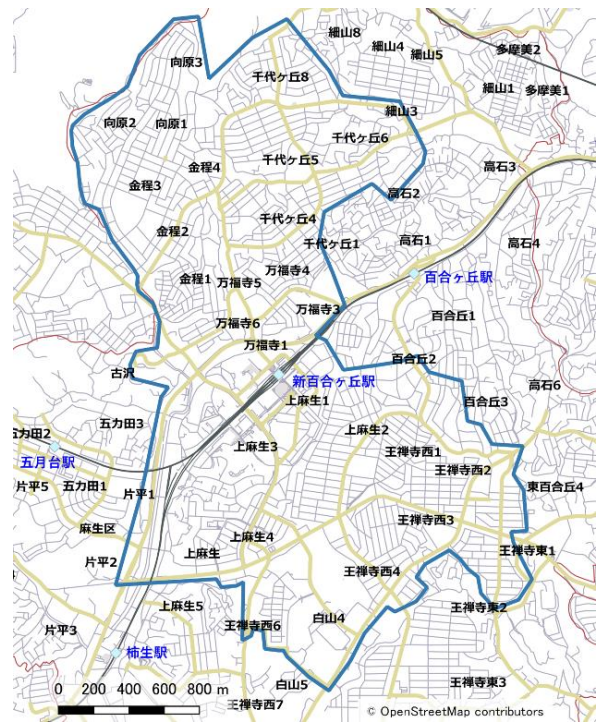 細山8
細山4
多摩美2
細山5
向原3
千代ヶ丘8
細山1
多摩美1
細山3
向原2
向原1
千代ヶ丘6
千代ヶ丘5
金程4
高石3
金程3
高石2
千代ヶ丘4
金程2
千代ヶ丘1
高石1
高石4
万福寺4
金程1
万福寺5
百合ヶ丘駅
万福寺3
百合丘1
万福寺6
万福寺1
百合丘2
古沢
新百合ヶ丘駅
高石6
上麻生1
百合丘3
五力田3
上麻生2
五力田2
上麻生3
王禅寺西1
五月台駅
王禅寺西2
片平5
五力田1
片平1
東百合丘4
王禅寺西3
麻生区
上麻生4
上麻生
王禅寺東1
片平2
王禅寺西4
上麻生5
王禅寺東2
白山4
王禅寺西6
片平3
柿生駅
白山5
王禅寺東3
王禅寺西7
0 200 400 600 800 m
© OpenStreetMap contributors